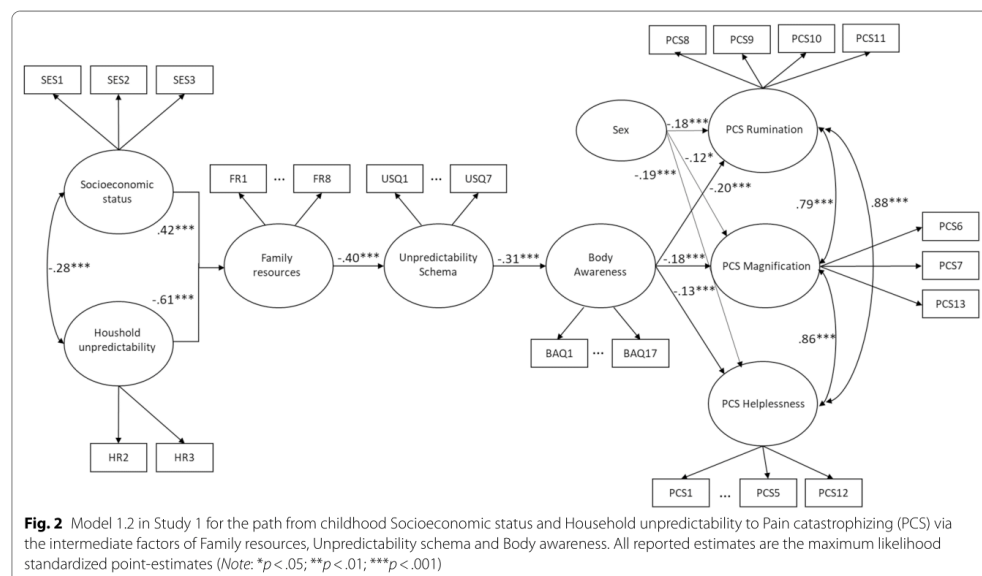 PCS8 PCS9 PCS10 PCS11
SES1 SES2 SES3
Sex
-.18***
PCS Rumination
-.12*
-.19***
-.20***
Socioeconomic
status
FR1 ... FR8
USQ1 ... USQ7
.42***
.79***
.88***
PCS6
-.28***
Family
resources
-.40***
Unpredictability
Schema
-.31***
Body
Awareness
-.18***
PCS Magnification
PCS7
-.61***
-.13***
PCS13
Houshold
unpredictability
.86***
BAQ1 ... BAQ17
PCS Helplessness
HR2 HR3
PCS1 ... PCS5 PCS12
Fig. 2 Model 1.2 in Study 1 for the path from childhood Socioeconomic status and Household unpredictability to Pain catastrophizing (PCS) via
the intermediate factors of Family resources, Unpredictability schema and Body awareness. All reported estimates are the maximum likelihood
standardized point-estimates (Note: *p < .05; **p < .01; ***p < .001)